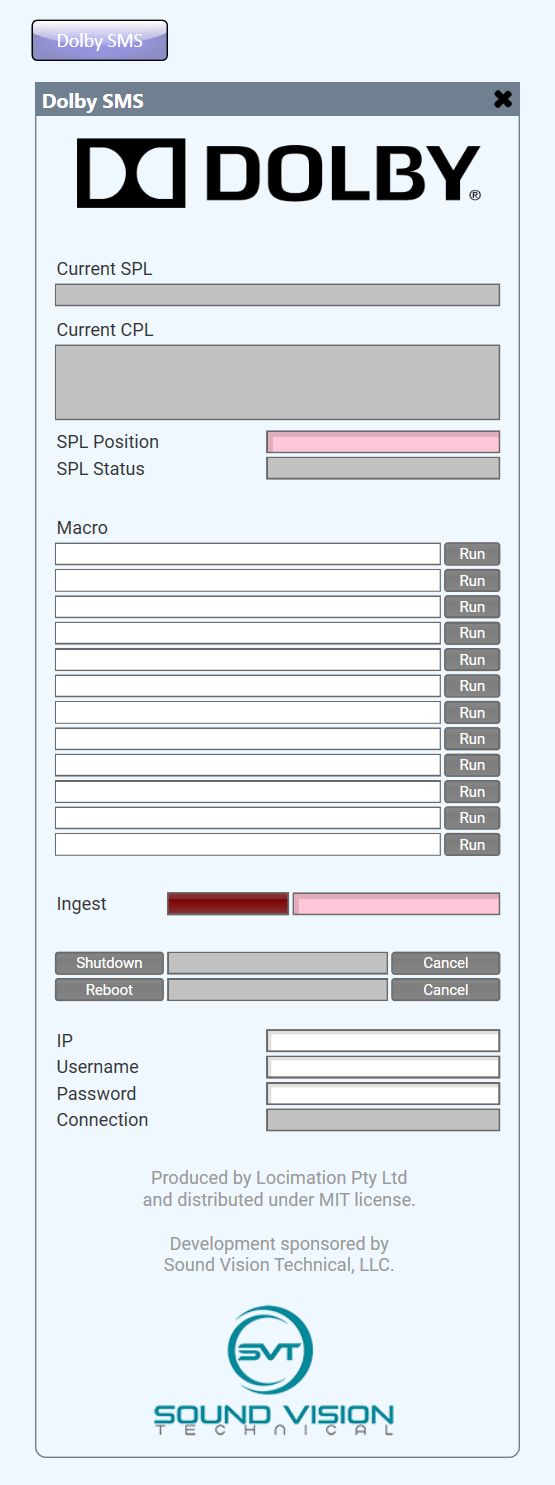 Dolby SMS
Dolby SMS
DOLBY®
Current SPL
Current CPL
SPL Position
SPL Status
Macro
Run
Run
Run
Run
Run
Run
Run
Run
Run
Run
Run
Run
Ingest
Shutdown Cancel
Reboot Cancel
IP
Username
Password
Connection
Produced by Locimation Pty Ltd
and distributed under MIT license.
Development sponsored by
Sound Vision Technical, LLC.
SVT
SOUND VISION
TECHNICAL